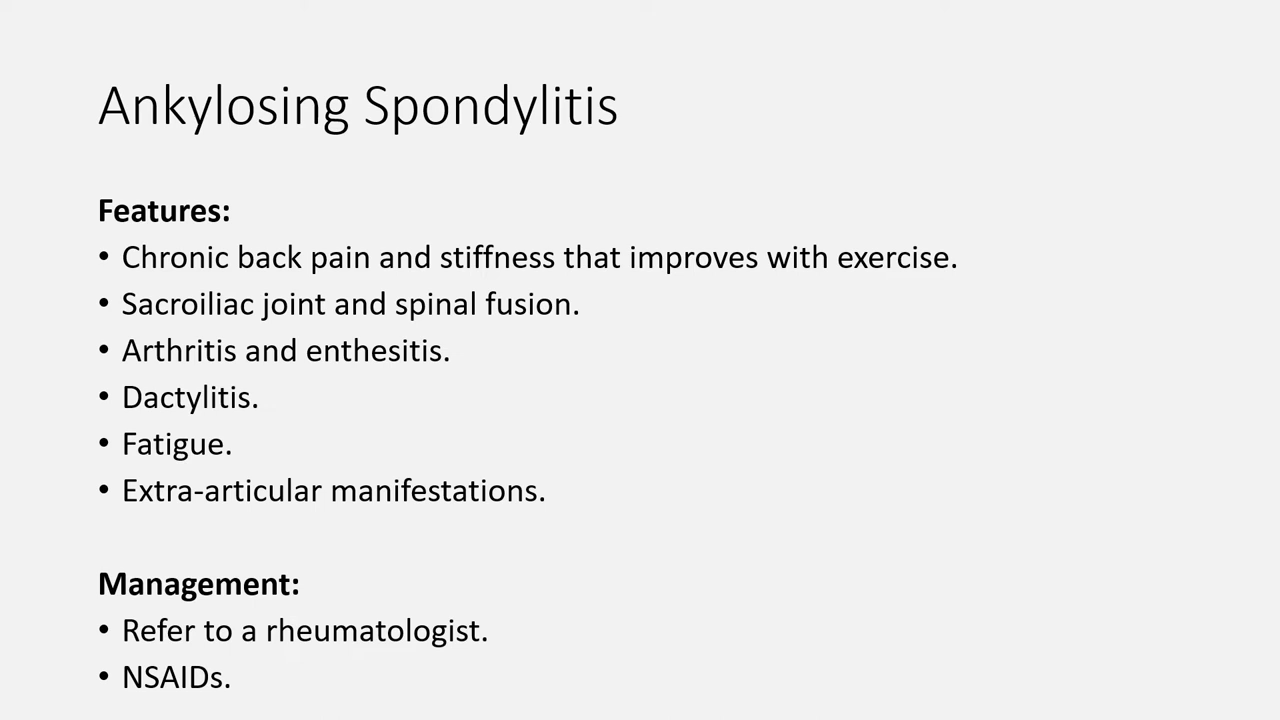 Ankylosing Spondylitis
Features:
• Chronic back pain and stiffness that improves with exercise.
• Sacroiliac joint and spinal fusion.
• Arthritis and enthesitis.
• Dactylitis.
• Fatigue.
• Extra-articular manifestations.
Management:
• Refer to a rheumatologist.
• NSAIDs.